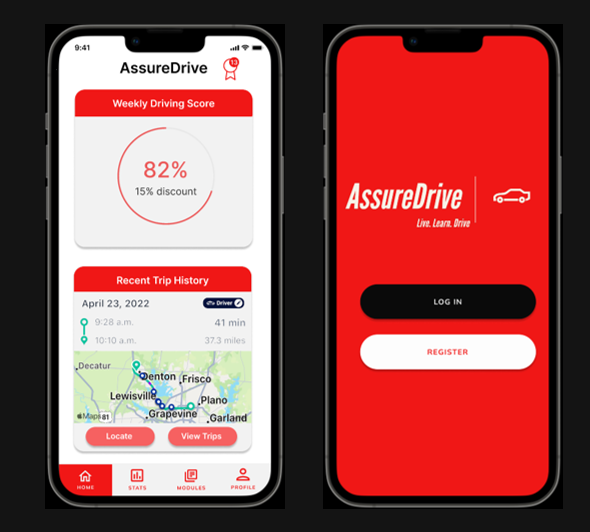 9:41
AssureDrive
13
Weekly Driving Score
82%
15% discount
Recent Trip History
April 23, 2022
Driver
9:28 a.m.
41 min
10:10 a.m.
37.3 miles
Decatur
Denton
Frisco
Lewisville
Plano
Grapevine
Garland
Maps 81
Locate
View Trips
HOME
STATS
MODULES
PROFILE
AssureDrive
Live. Learn. Drive
LOG IN
REGISTER